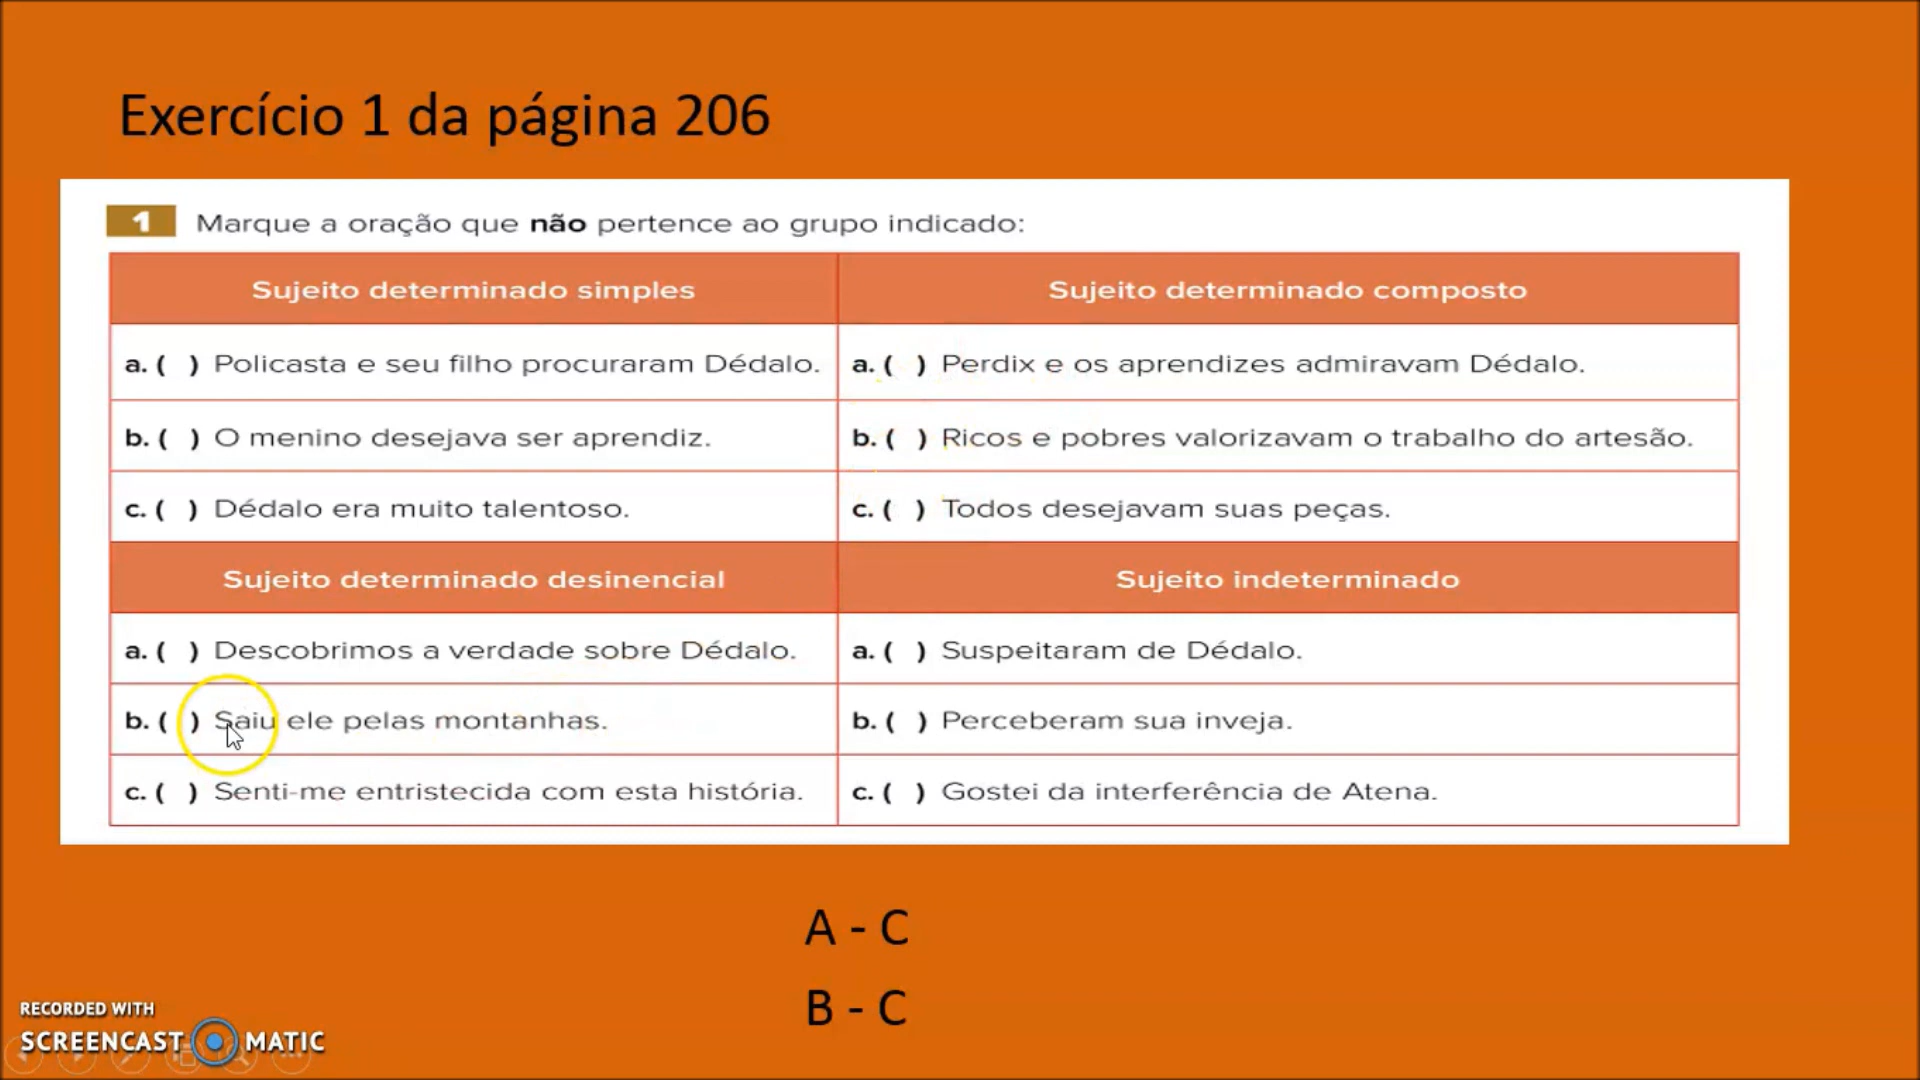 Exercício 1 da página 206
1 Marque a oração que não pertence ao grupo indicado:
Sujeito determinado simples
Sujeito determinado composto
a. ( ) Policasta e seu filho procuraram Dédalo.
a. ( ) Perdix e os aprendizes admiravam Dédalo.
b. ( ) O menino desejava ser aprendiz.
b. ( ) Ricos e pobres valorizavam o trabalho do artesão.
c. ( ) Dédalo era muito talentoso.
c. ( ) Todos desejavam suas peças.
Sujeito determinado desinencial
Sujeito indeterminado
a. ( ) Descobrimos a verdade sobre Dédalo.
a. ( ) Suspeitaram de Dédalo.
b. ( ) Saiu ele pelas montanhas.
b. ( ) Perceberam sua inveja.
c. ( ) Senti-me entristecida com esta história.
c. ( ) Gostei da interferência de Atena.
A - C
B - C
RECORDED WITH
SCREENCAST MATIC